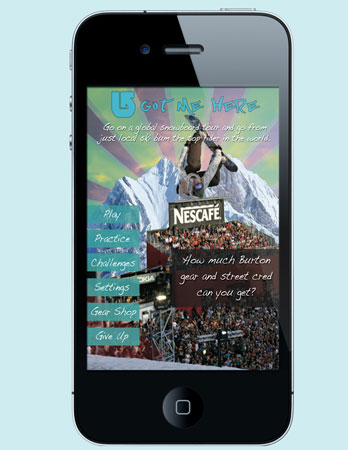 GOT ME HERE
Go on a global snowboard tour and go from
just local ski bum the top rider in the world.
NESCAFÉ
Play
Practice
How much Burton
Challenges
gear and street cred
can you get?
Settings
Gear Shop
Give Up